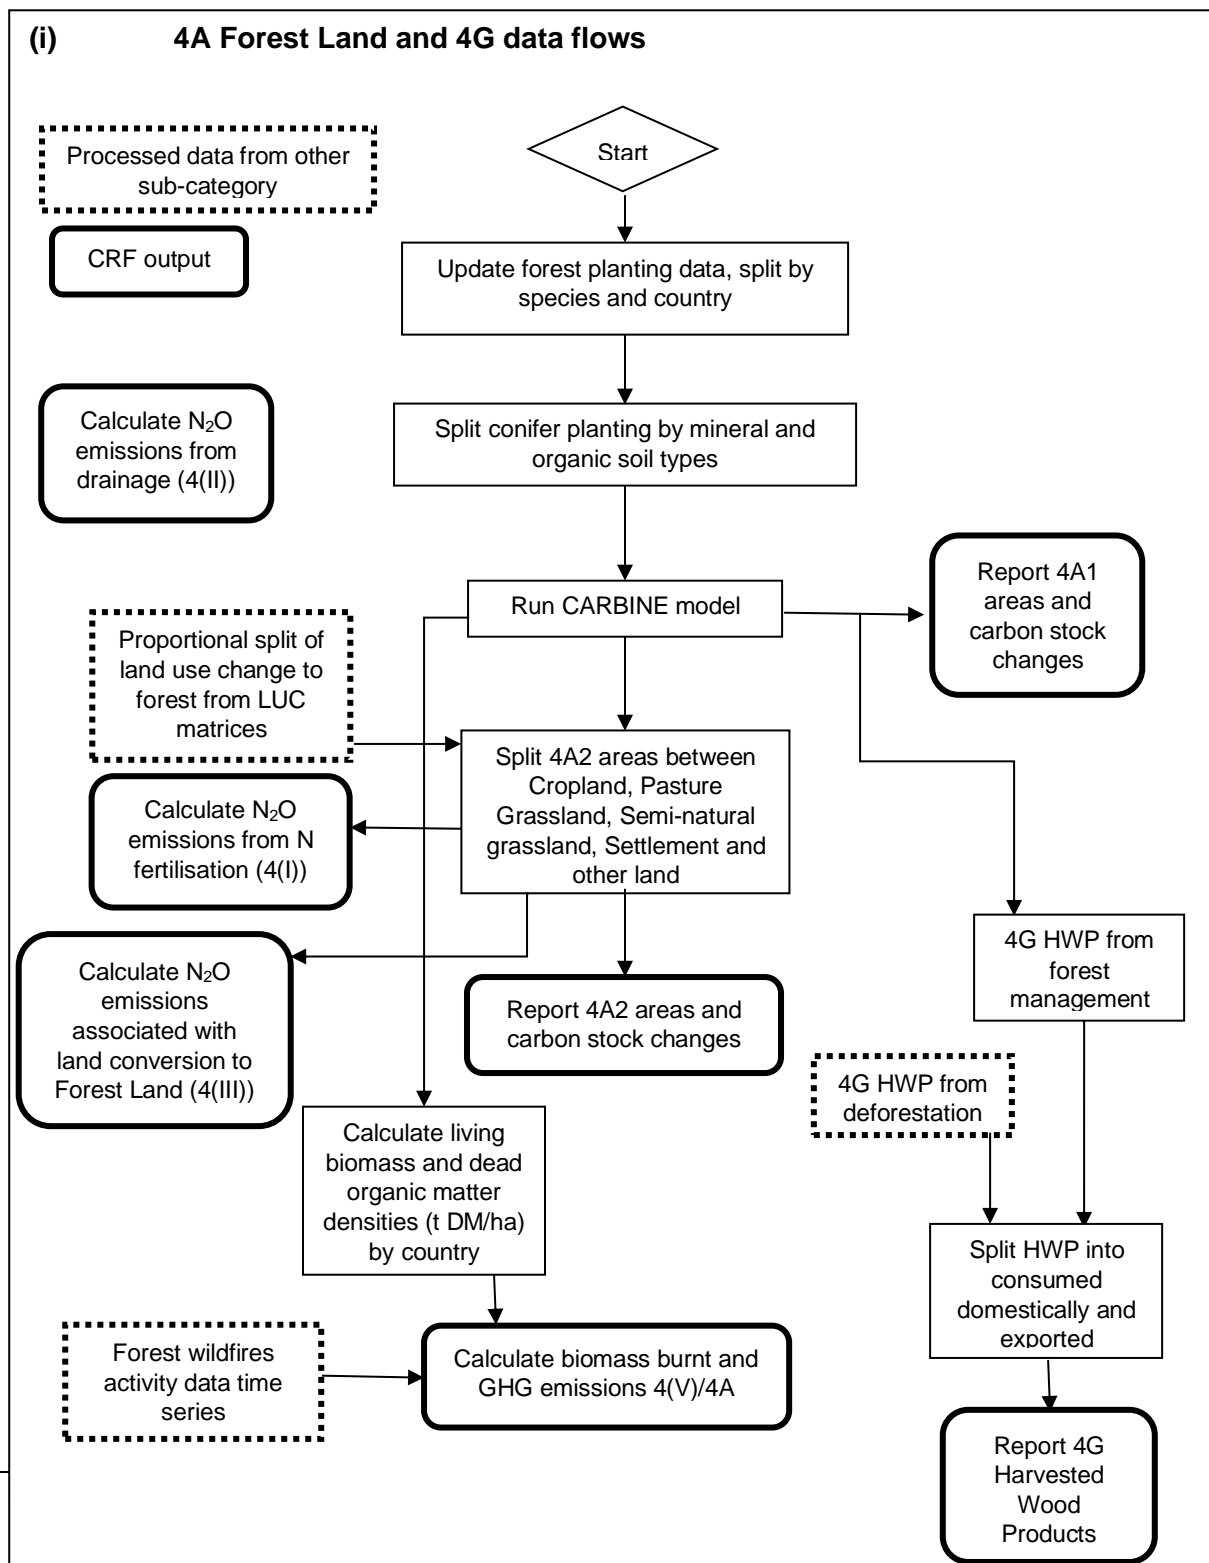 (i) 4A Forest Land and 4G data flows
Processed data from other
sub-category
Start
CRF output
Update forest planting data, split by
species and country
Calculate N₂O
emissions from
drainage (4(II))
Split conifer planting by mineral and
organic soil types
Report 4A1
areas and
carbon stock
changes
Run CARBINE model
Proportional split of
land use change to
forest from LUC
matrices
Split 4A2 areas between
Cropland, Pasture
Grassland, Semi-natural
grassland, Settlement and
other land
Calculate N₂O
emissions from N
fertilisation (4(I))
4G HWP from
forest
management
Calculate N₂O
emissions
associated with
land conversion to
Forest Land (4(III))
Report 4A2 areas and
carbon stock changes
4G HWP from
deforestation
Calculate living
biomass and dead
organic matter
densities (t DM/ha)
by country
Split HWP into
consumed
domestically and
exported
Forest wildfires
activity data time
series
Calculate biomass burnt and
GHG emissions 4(V)/4A
Report 4G
Harvested
Wood
Products